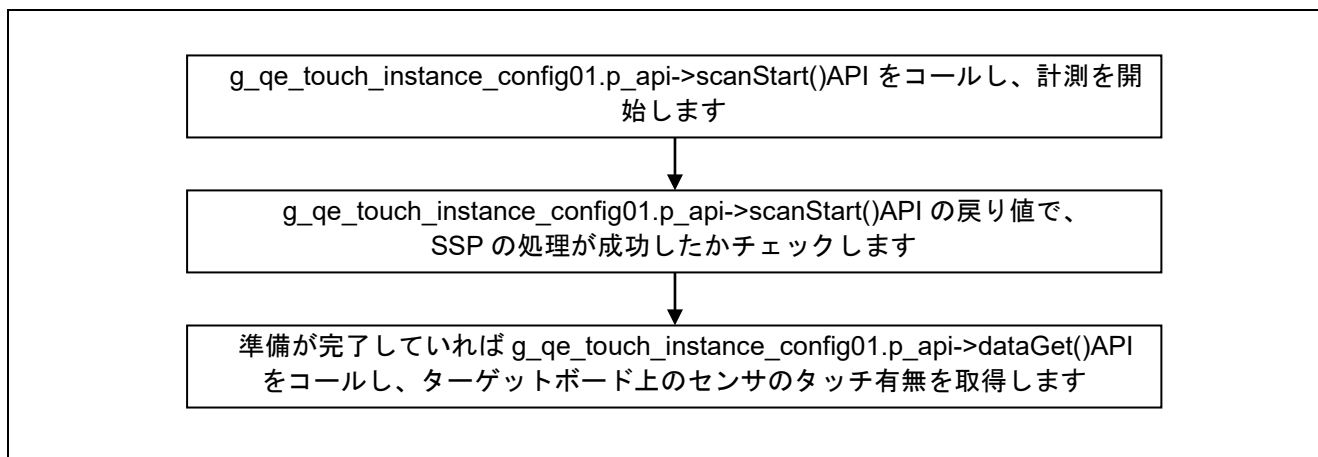 g_qe_touch_instance_config01.p_api->scanStart()API をコールし、計測を開
始します
g_qe_touch_instance_config01.p_api->scanStart()API の戻り値で、
SSP の処理が成功したかチェックします
準備が完了していれば g_qe_touch_instance_config01.p_api->dataGet()API
をコールし、ターゲットボード上のセンサのタッチ有無を取得します